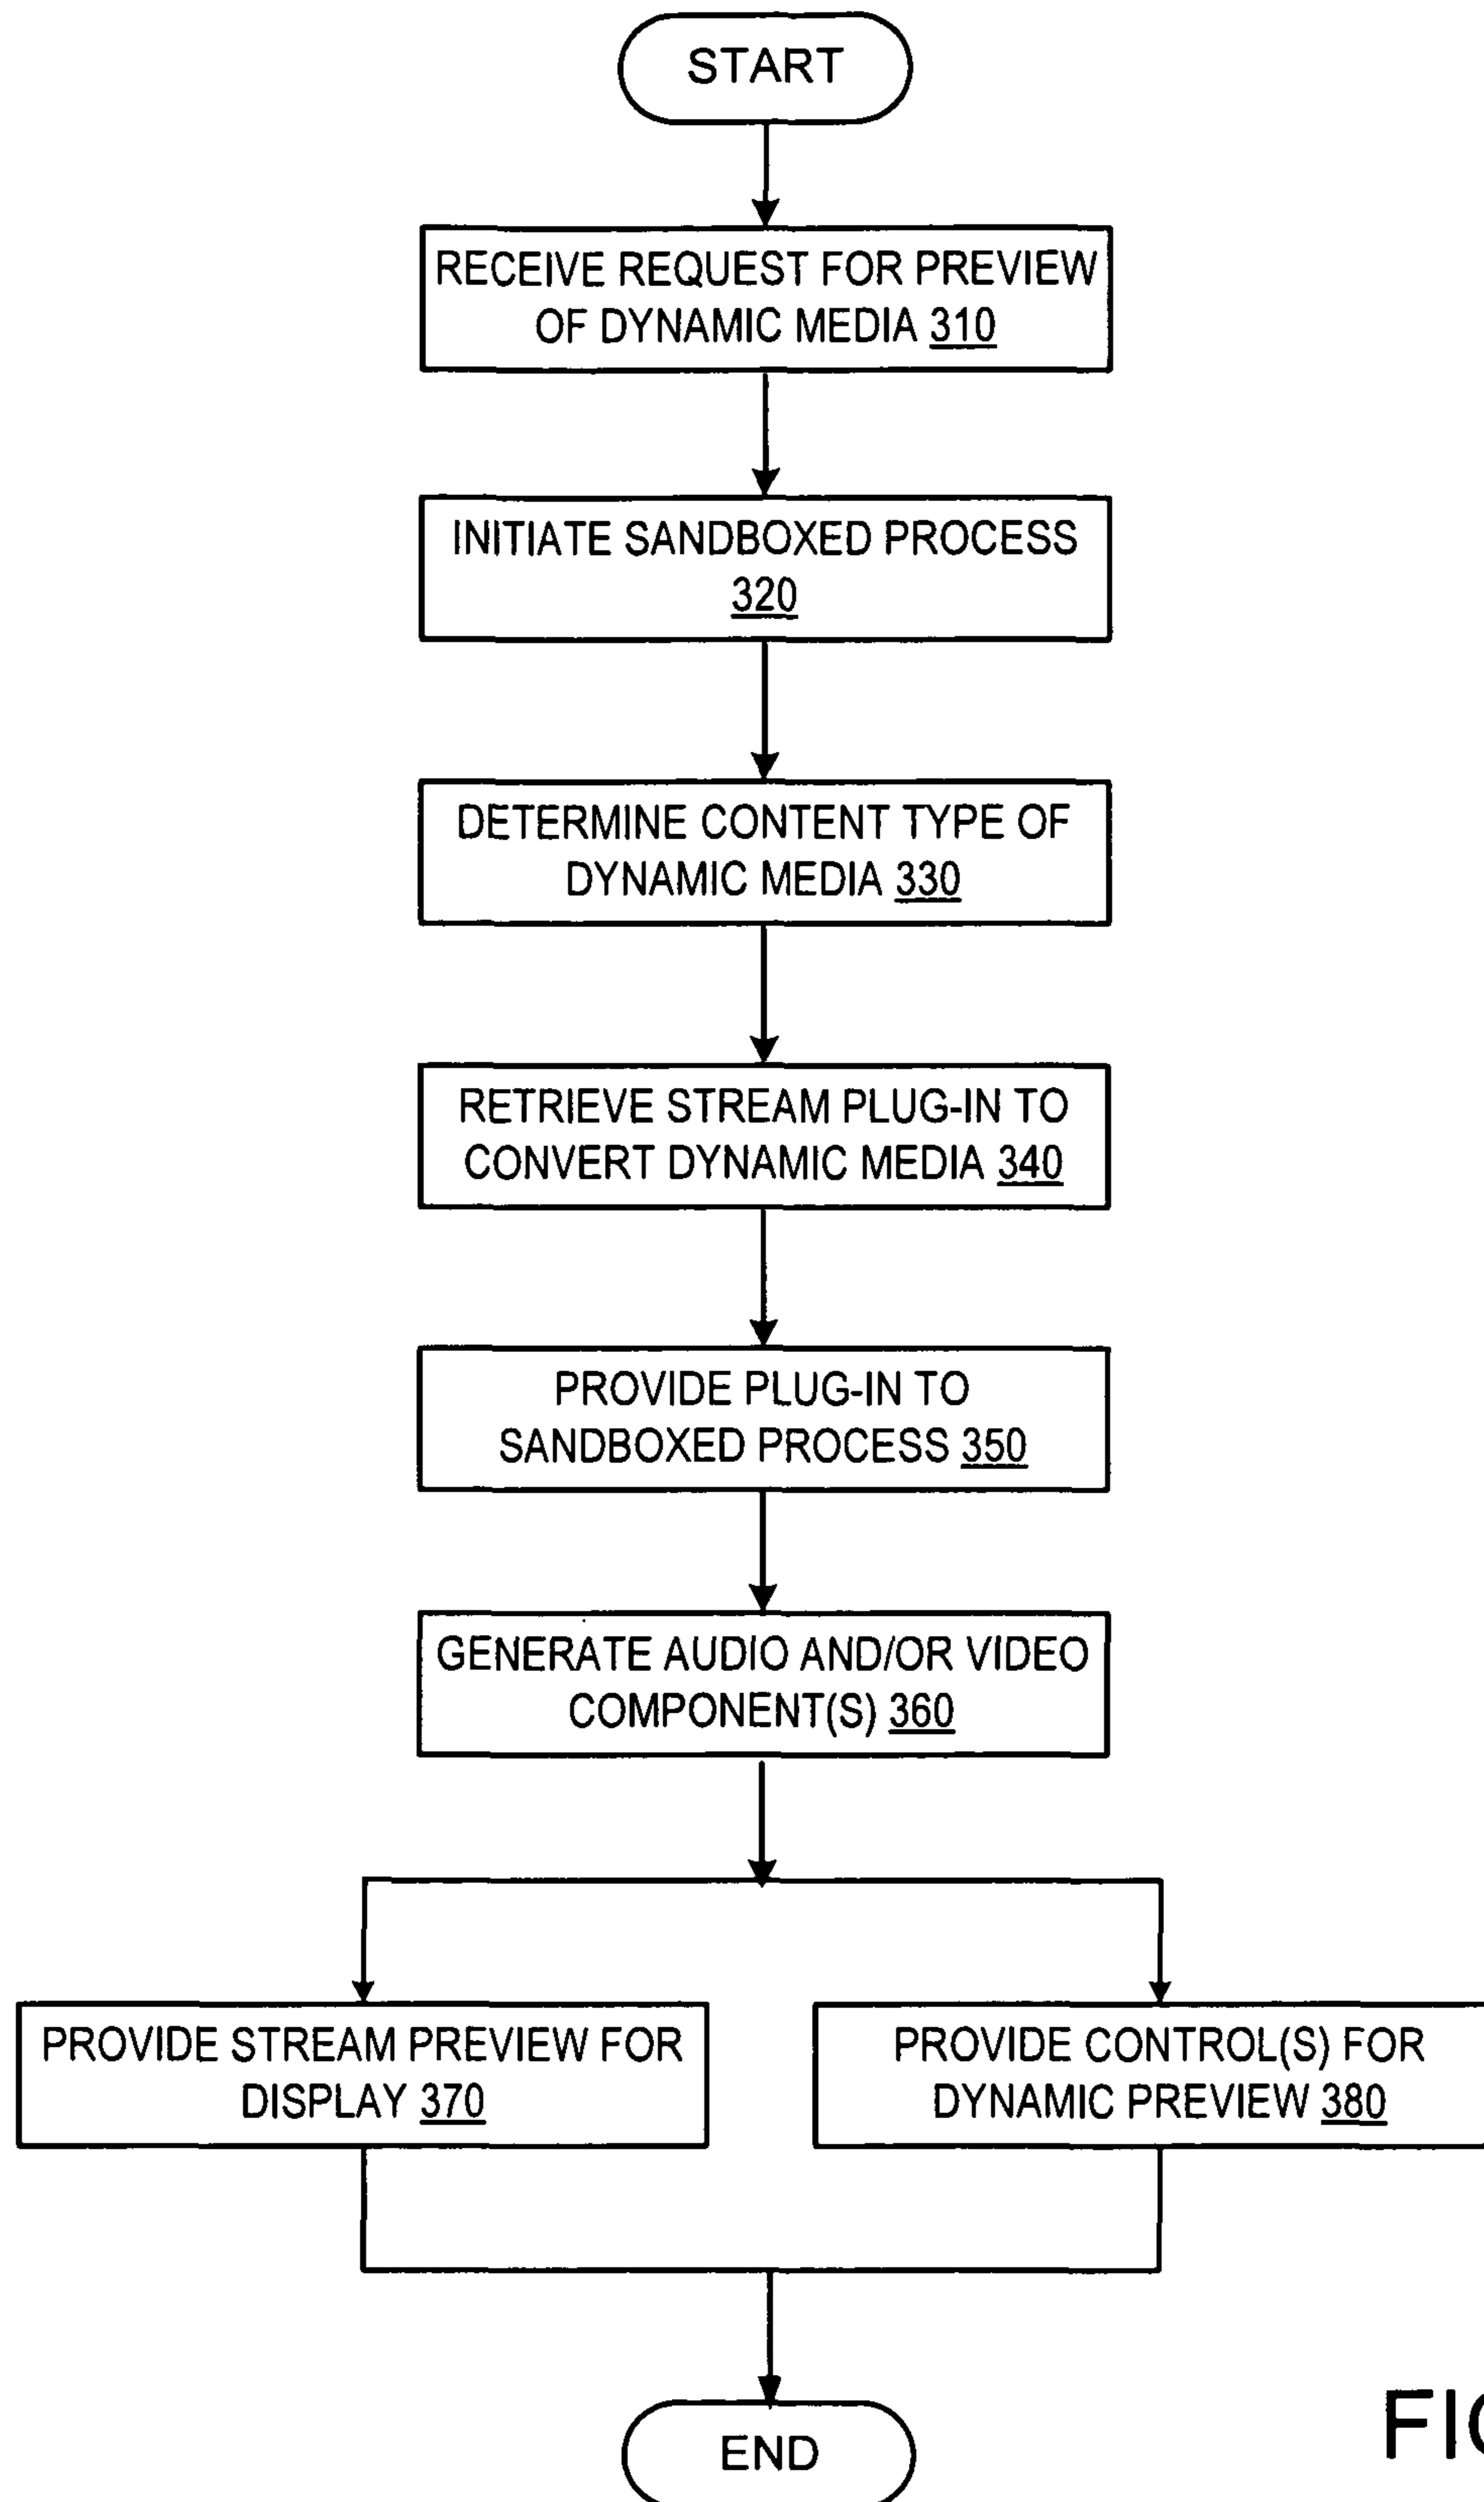 START
RECEIVE REQUEST FOR PREVIEW
OF DYNAMIC MEDIA 310
INITIATE SANDBOXED PROCESS
320
DETERMINE CONTENT TYPE OF
DYNAMIC MEDIA 330
RETRIEVE STREAM PLUG-IN TO
CONVERT DYNAMIC MEDIA 340
PROVIDE PLUG-IN TO
SANDBOXED PROCESS 350
GENERATE AUDIO AND/OR VIDEO
COMPONENT(S) 360
PROVIDE STREAM PREVIEW FOR
DISPLAY 370
PROVIDE CONTROL(S) FOR
DYNAMIC PREVIEW 380
END